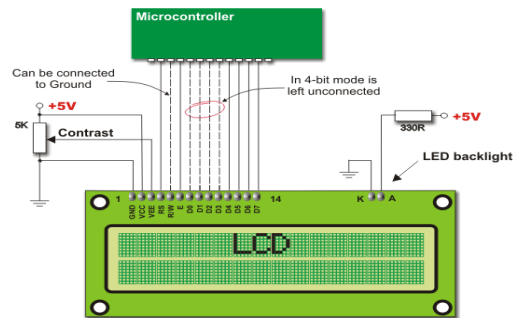 Microcontroller
Can be connected
to Ground
In 4-bit mode is
left unconnected
+5V
5K
Contrast
+5V
330R
LED backlight
1
14
K
A
GND
VCC
VEE
RS
R/W
E
D0
D1
D2
D3
D4
D5
D6
D7
LCD